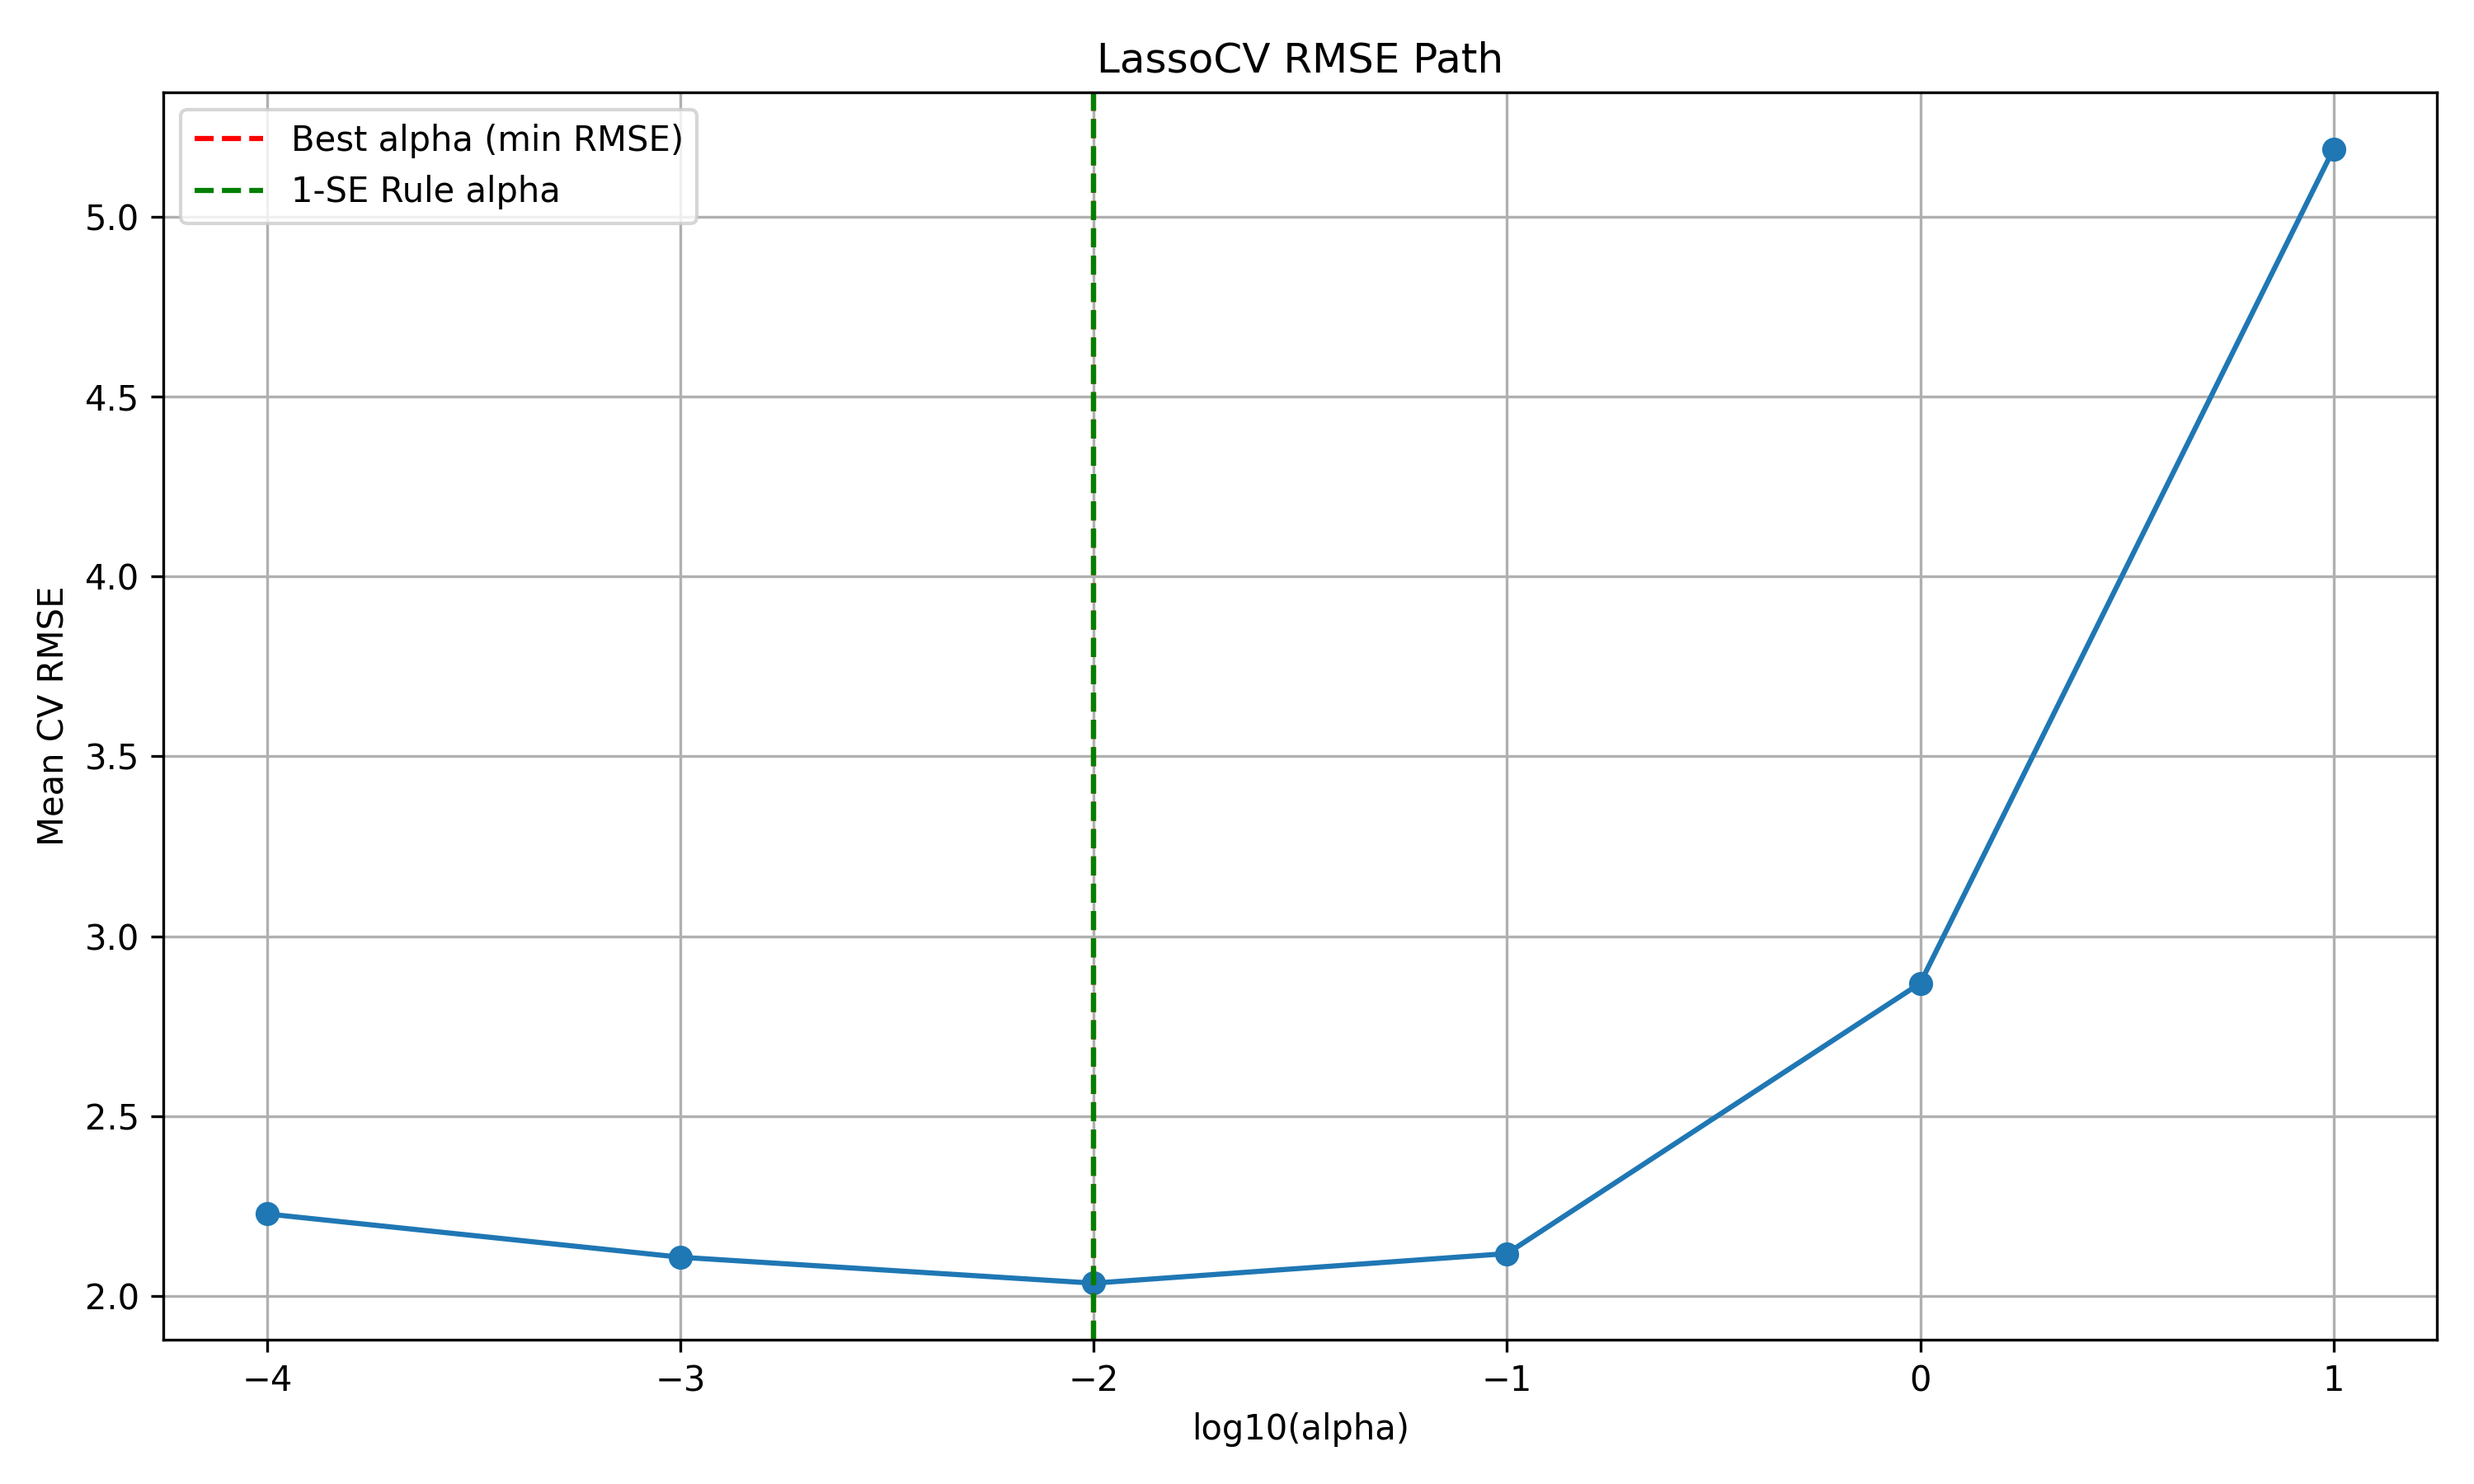 LassoCV RMSE Path
Best alpha (min RMSE)
1-SE Rule alpha
Mean CV RMSE
5.0
4.5
4.0
3.5
3.0
2.5
2.0
−4
−3
−2
−1
0
1
log10(alpha)